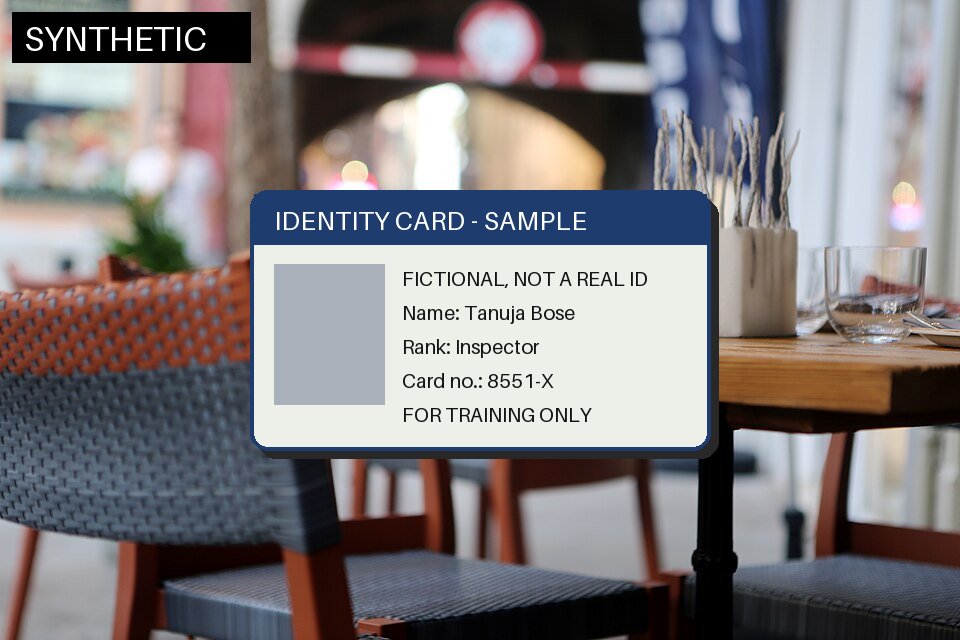 SYNTHETIC
IDENTITY CARD - SAMPLE
FICTIONAL, NOT A REAL ID
Name: Tanuja Bose
Rank: Inspector
Card no.: 8551-X
FOR TRAINING ONLY